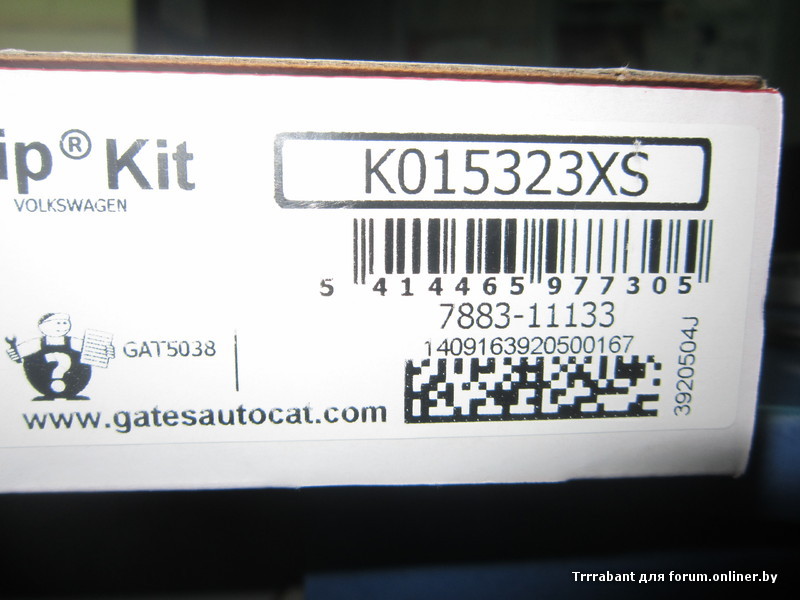 ip® Kit
VOLKSWAGEN
K015323XS
5 414465 977305
7883-11133
1409163920500167
3920504J
GAT5038
?
www.gatesautocat.com
Trrrabant для forum.onliner.by